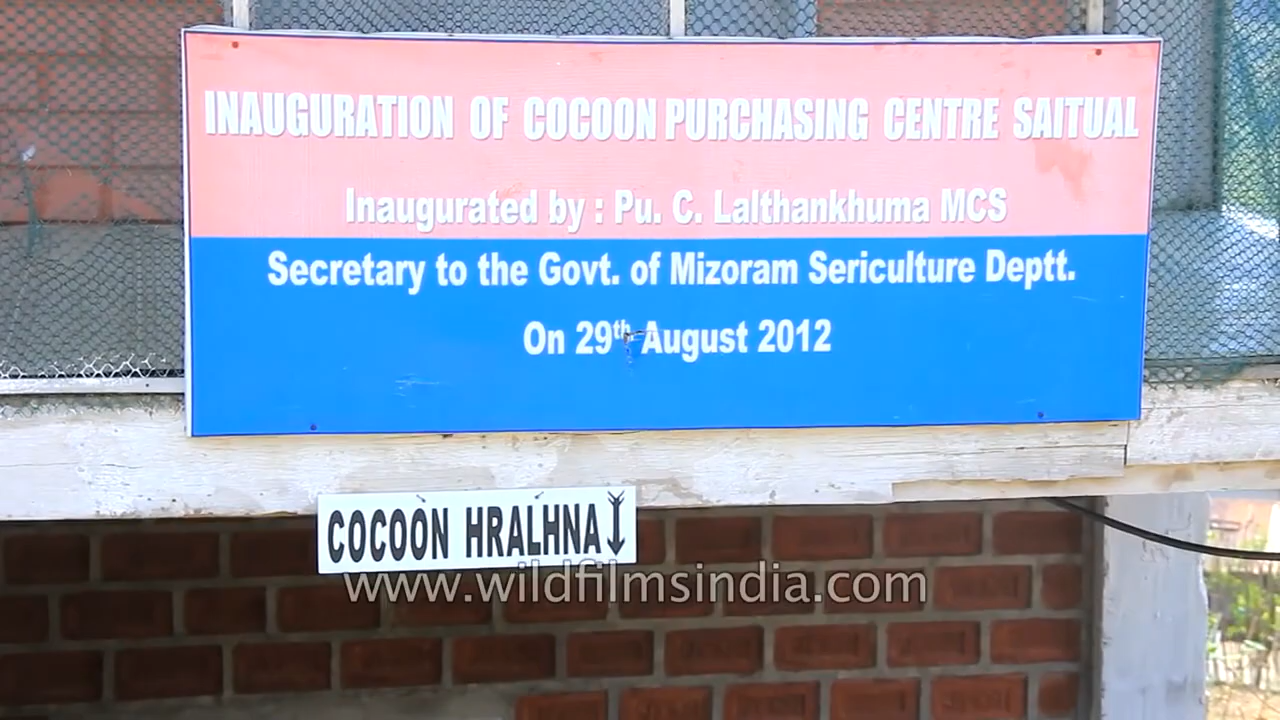 INAUGURATION OF COCOON PURCHASING CENTRE SAITUAL
Inaugurated by : Pu. C. Lalthankhuma MCS
Secretary to the Govt. of Mizoram Sericulture Deptt.
On 29th August 2012
COCOON HRALHNA
www.wildfilmsindia.com